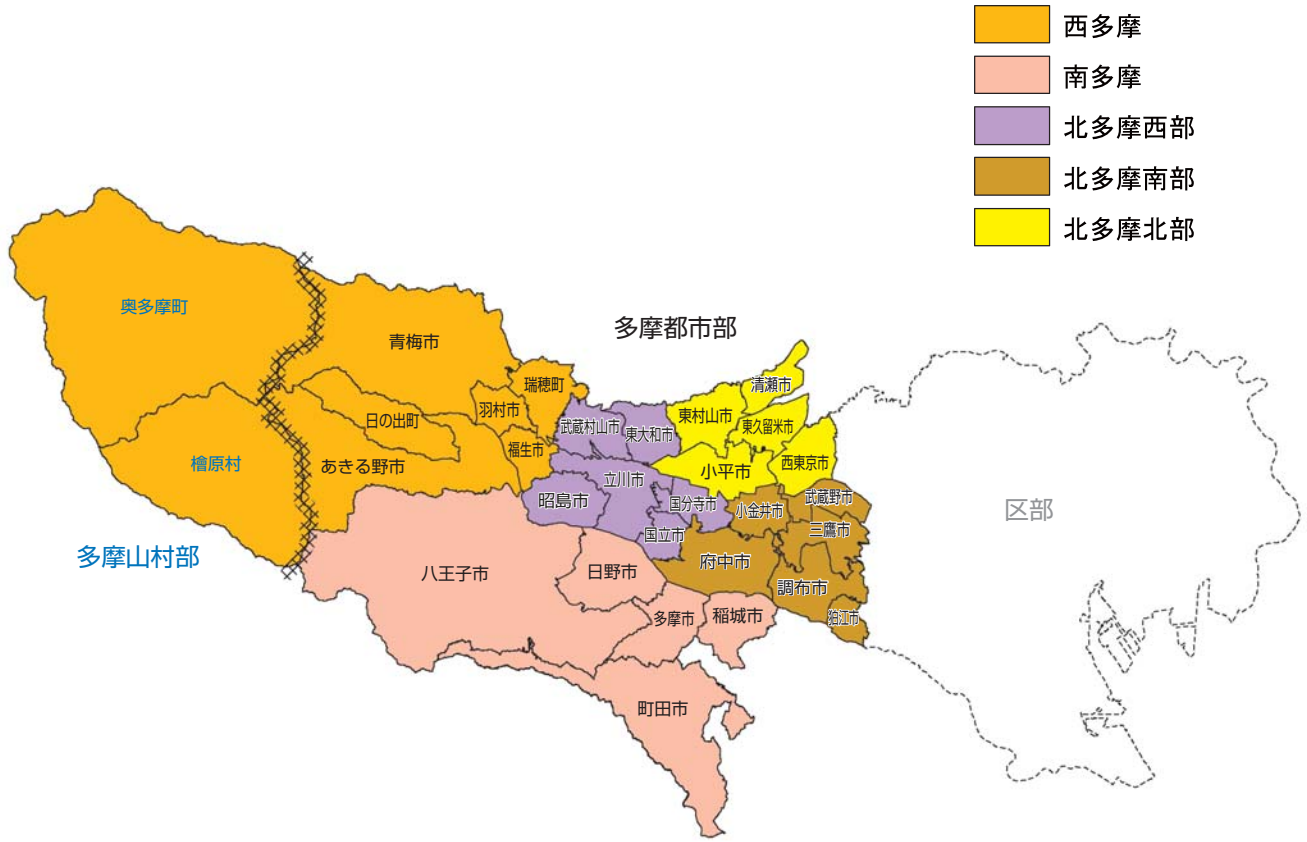 西多摩
南多摩
北多摩西部
北多摩南部
北多摩北部
多摩都市部
奥多摩町
青梅市
瑞穂町
清瀬市
羽村市
日の出町
武蔵村山市
東大和市
東村山市
東久留米市
福生市
檜原村
あきる野市
小平市
西東京市
立川市
昭島市
国分寺市
小金井市
武蔵野市
区部
国立市
三鷹市
多摩山村部
八王子市
日野市
府中市
調布市
多摩市
稲城市
狛江市
町田市